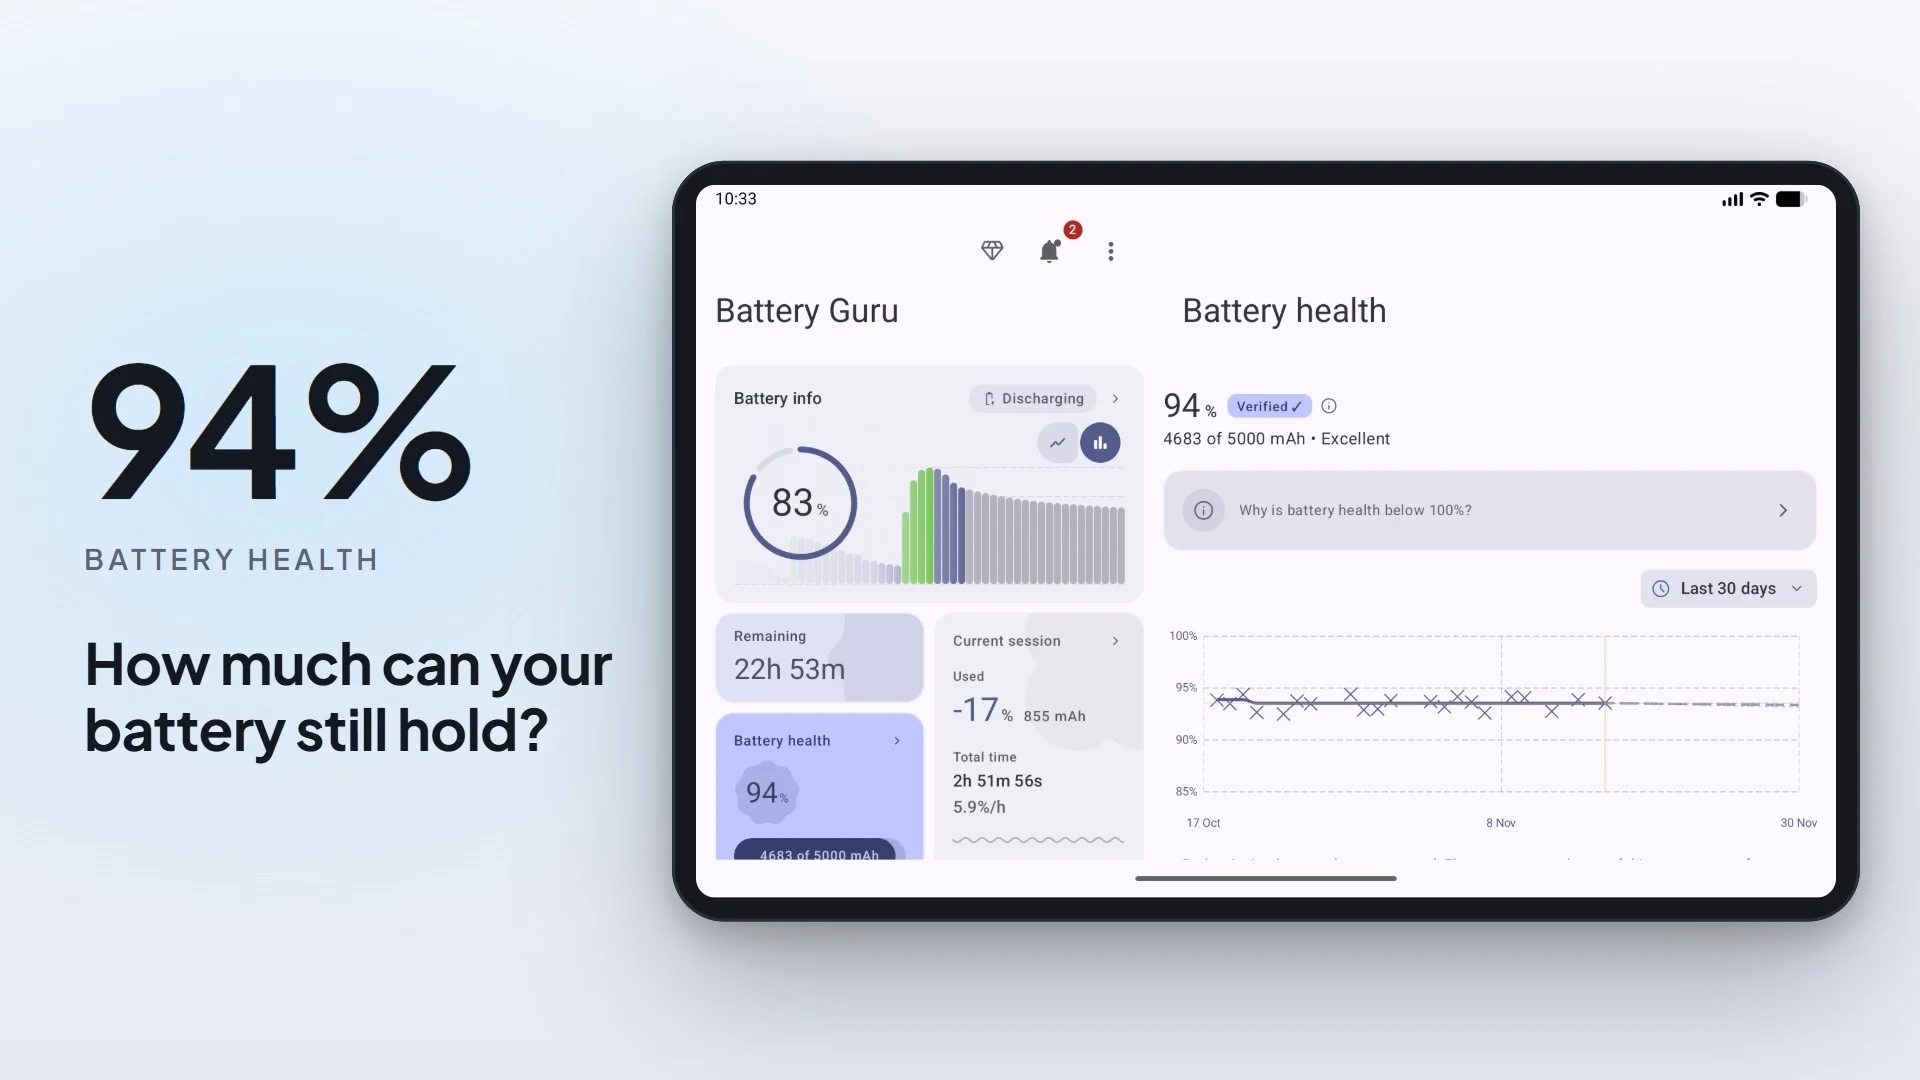 94%
BATTERY HEALTH
How much can your
battery still hold?
10:33
2
Battery Guru
Battery info
Discharging
83%
Remaining
22h 53m
Battery health
94%
4683 of 5000 mAh
Current session
Used
-17% 855 mAh
Total time
2h 51m 56s
5.9%/h
Battery health
94% Verified ✓
4683 of 5000 mAh • Excellent
Why is battery health below 100%?
Last 30 days
100%
95%
90%
85%
17 Oct 8 Nov 30 Nov